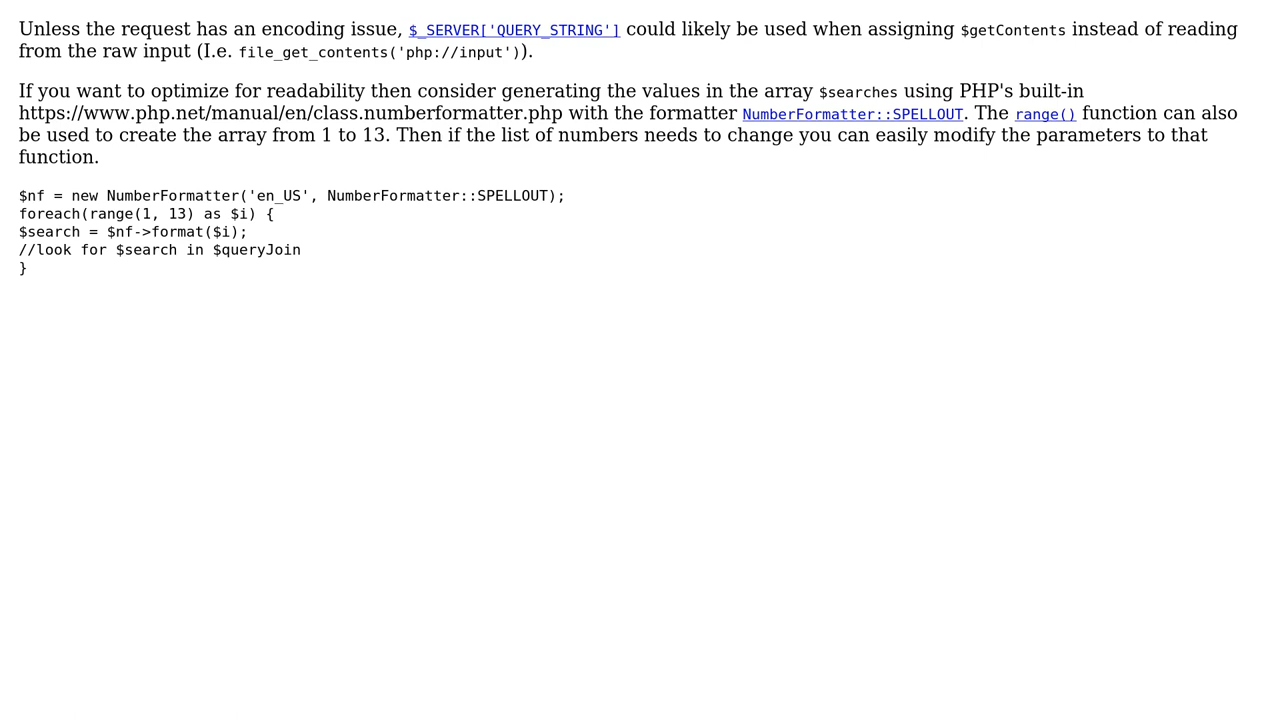 Unless the request has an encoding issue, $_SERVER['QUERY_STRING'] could likely be used when assigning $getContents instead of reading
from the raw input (I.e. file_get_contents('php://input')).
If you want to optimize for readability then consider generating the values in the array $searches using PHP's built-in
https://www.php.net/manual/en/class.numberformatter.php with the formatter NumberFormatter::SPELLOUT. The range() function can also
be used to create the array from 1 to 13. Then if the list of numbers needs to change you can easily modify the parameters to that
function.
$nf = new NumberFormatter('en_US', NumberFormatter::SPELLOUT);
foreach(range(1, 13) as $i) {
$search = $nf->format($i);
//look for $search in $queryJoin
}